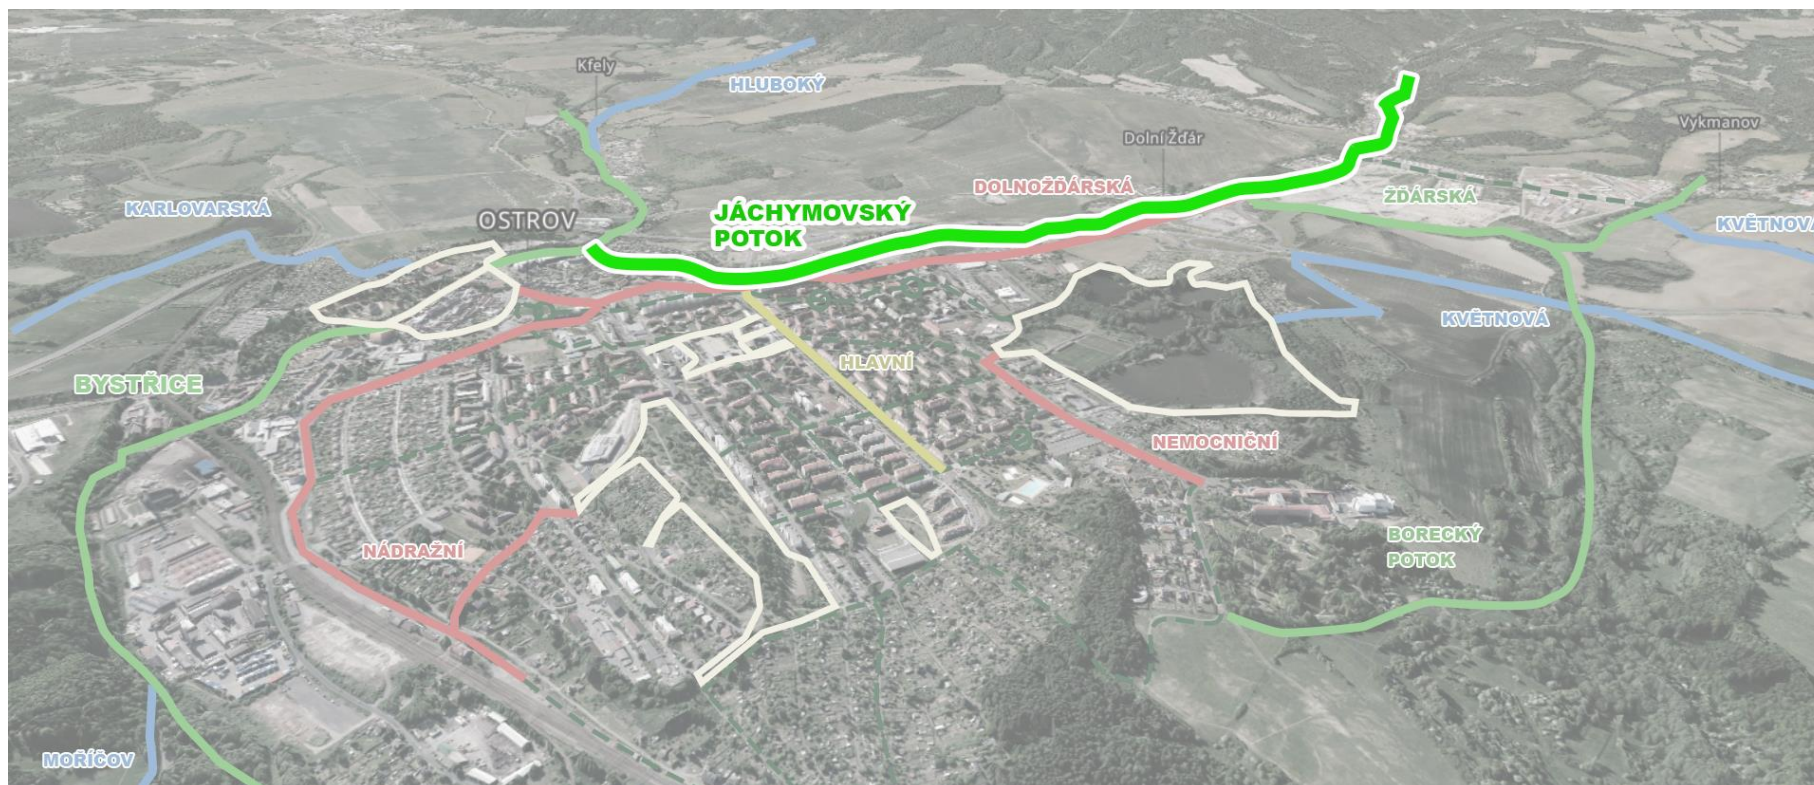 Kfely
HLUBOKÝ
Vykmanov
Dolní Žďár
DOLNOŽĎÁRSKÁ
ŽĎÁRSKÁ
KARLOVARSKÁ
OSTROV
JÁCHYMOVSKÝ
POTOK
KVĚTNOVÁ
KVĚTNOVÁ
HLAVNÍ
BYSTŘICE
NEMOCNIČNÍ
NÁDRAŽNÍ
BORECKÝ
POTOK
MOŘÍČOV